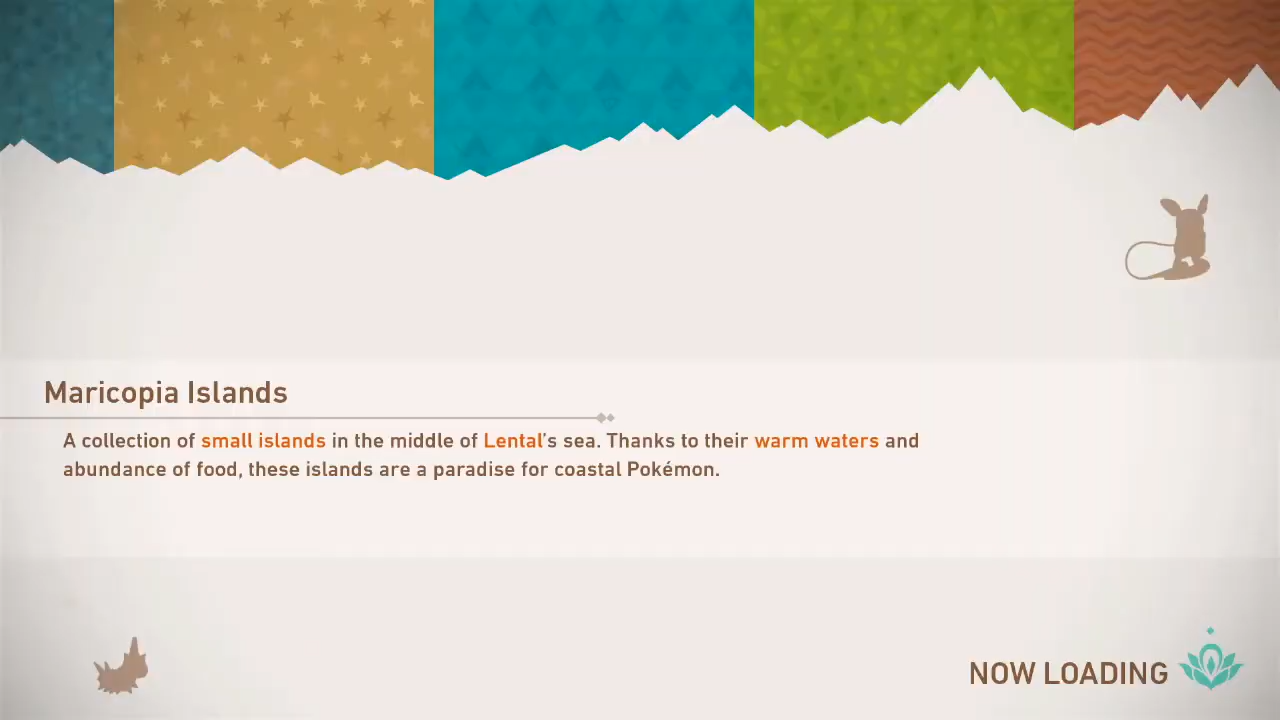 Maricopia Islands
A collection of small islands in the middle of Lental's sea. Thanks to their warm waters and
abundance of food, these islands are a paradise for coastal Pokémon.
NOW LOADING